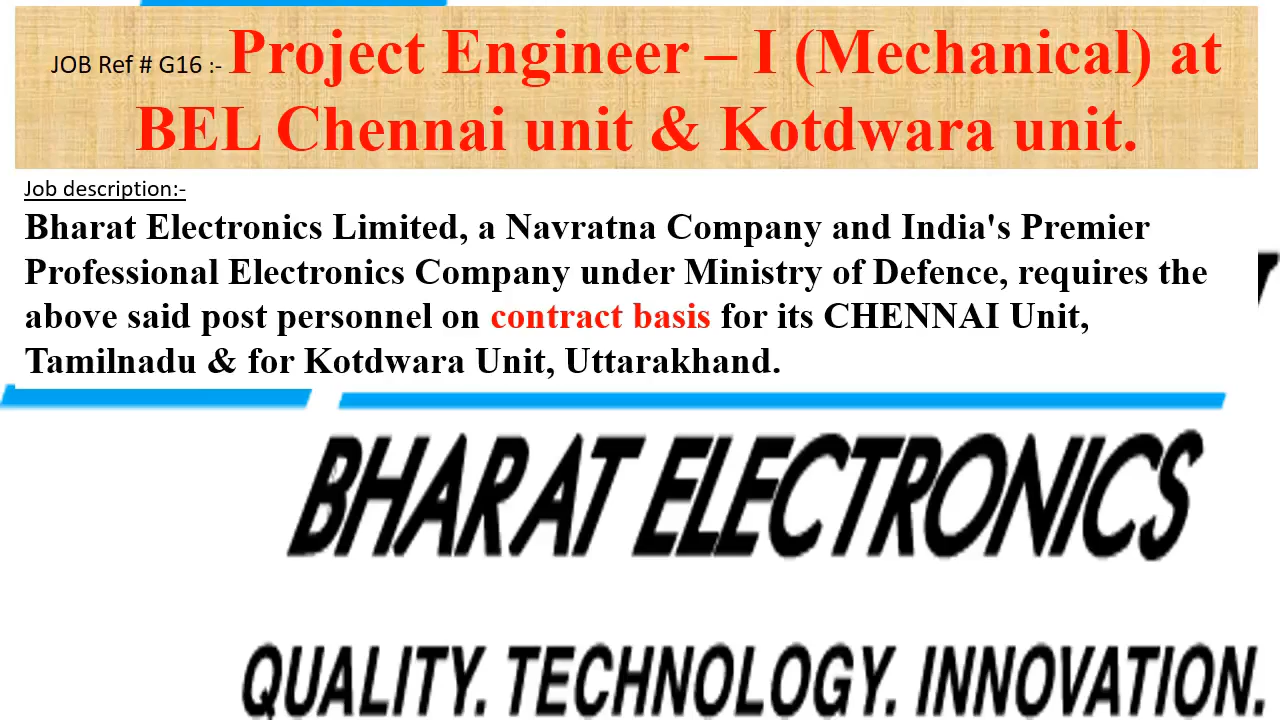 JOB Ref # G16 :- Project Engineer – I (Mechanical) at
BEL Chennai unit & Kotdwara unit.
Job description:-
Bharat Electronics Limited, a Navratna Company and India's Premier
Professional Electronics Company under Ministry of Defence, requires the
above said post personnel on contract basis for its CHENNAI Unit,
Tamilnadu & for Kotdwara Unit, Uttarakhand.
BHARAT ELECTRONICS
QUALITY. TECHNOLOGY. INNOVATION.